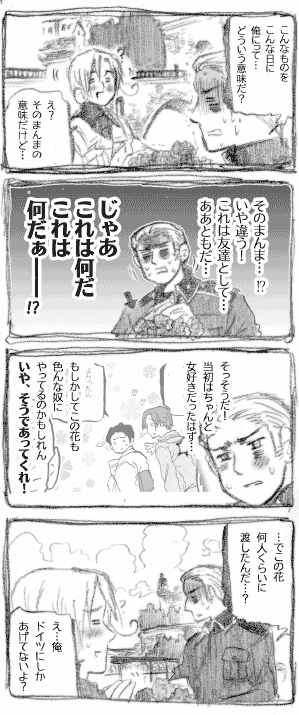 こんなものを
こんな日に
俺にって…
どういう意味だ?
え?
そのまんまの
意味だけど…
そのまんま…!?
いや違う!
これは友達として…
ああともだ…
じゃあ
これは何だ
これは
何だぁ――!?
そっそうだ!
当初はちゃんと
女好きだったはず…
もしかしてこの花も
色んな奴に
やってるのかもしれん
いや、そうであってくれ!
…でこの花
何人くらいに
渡したんだ…?
え…俺
ドイツにしか
あげてないよ?